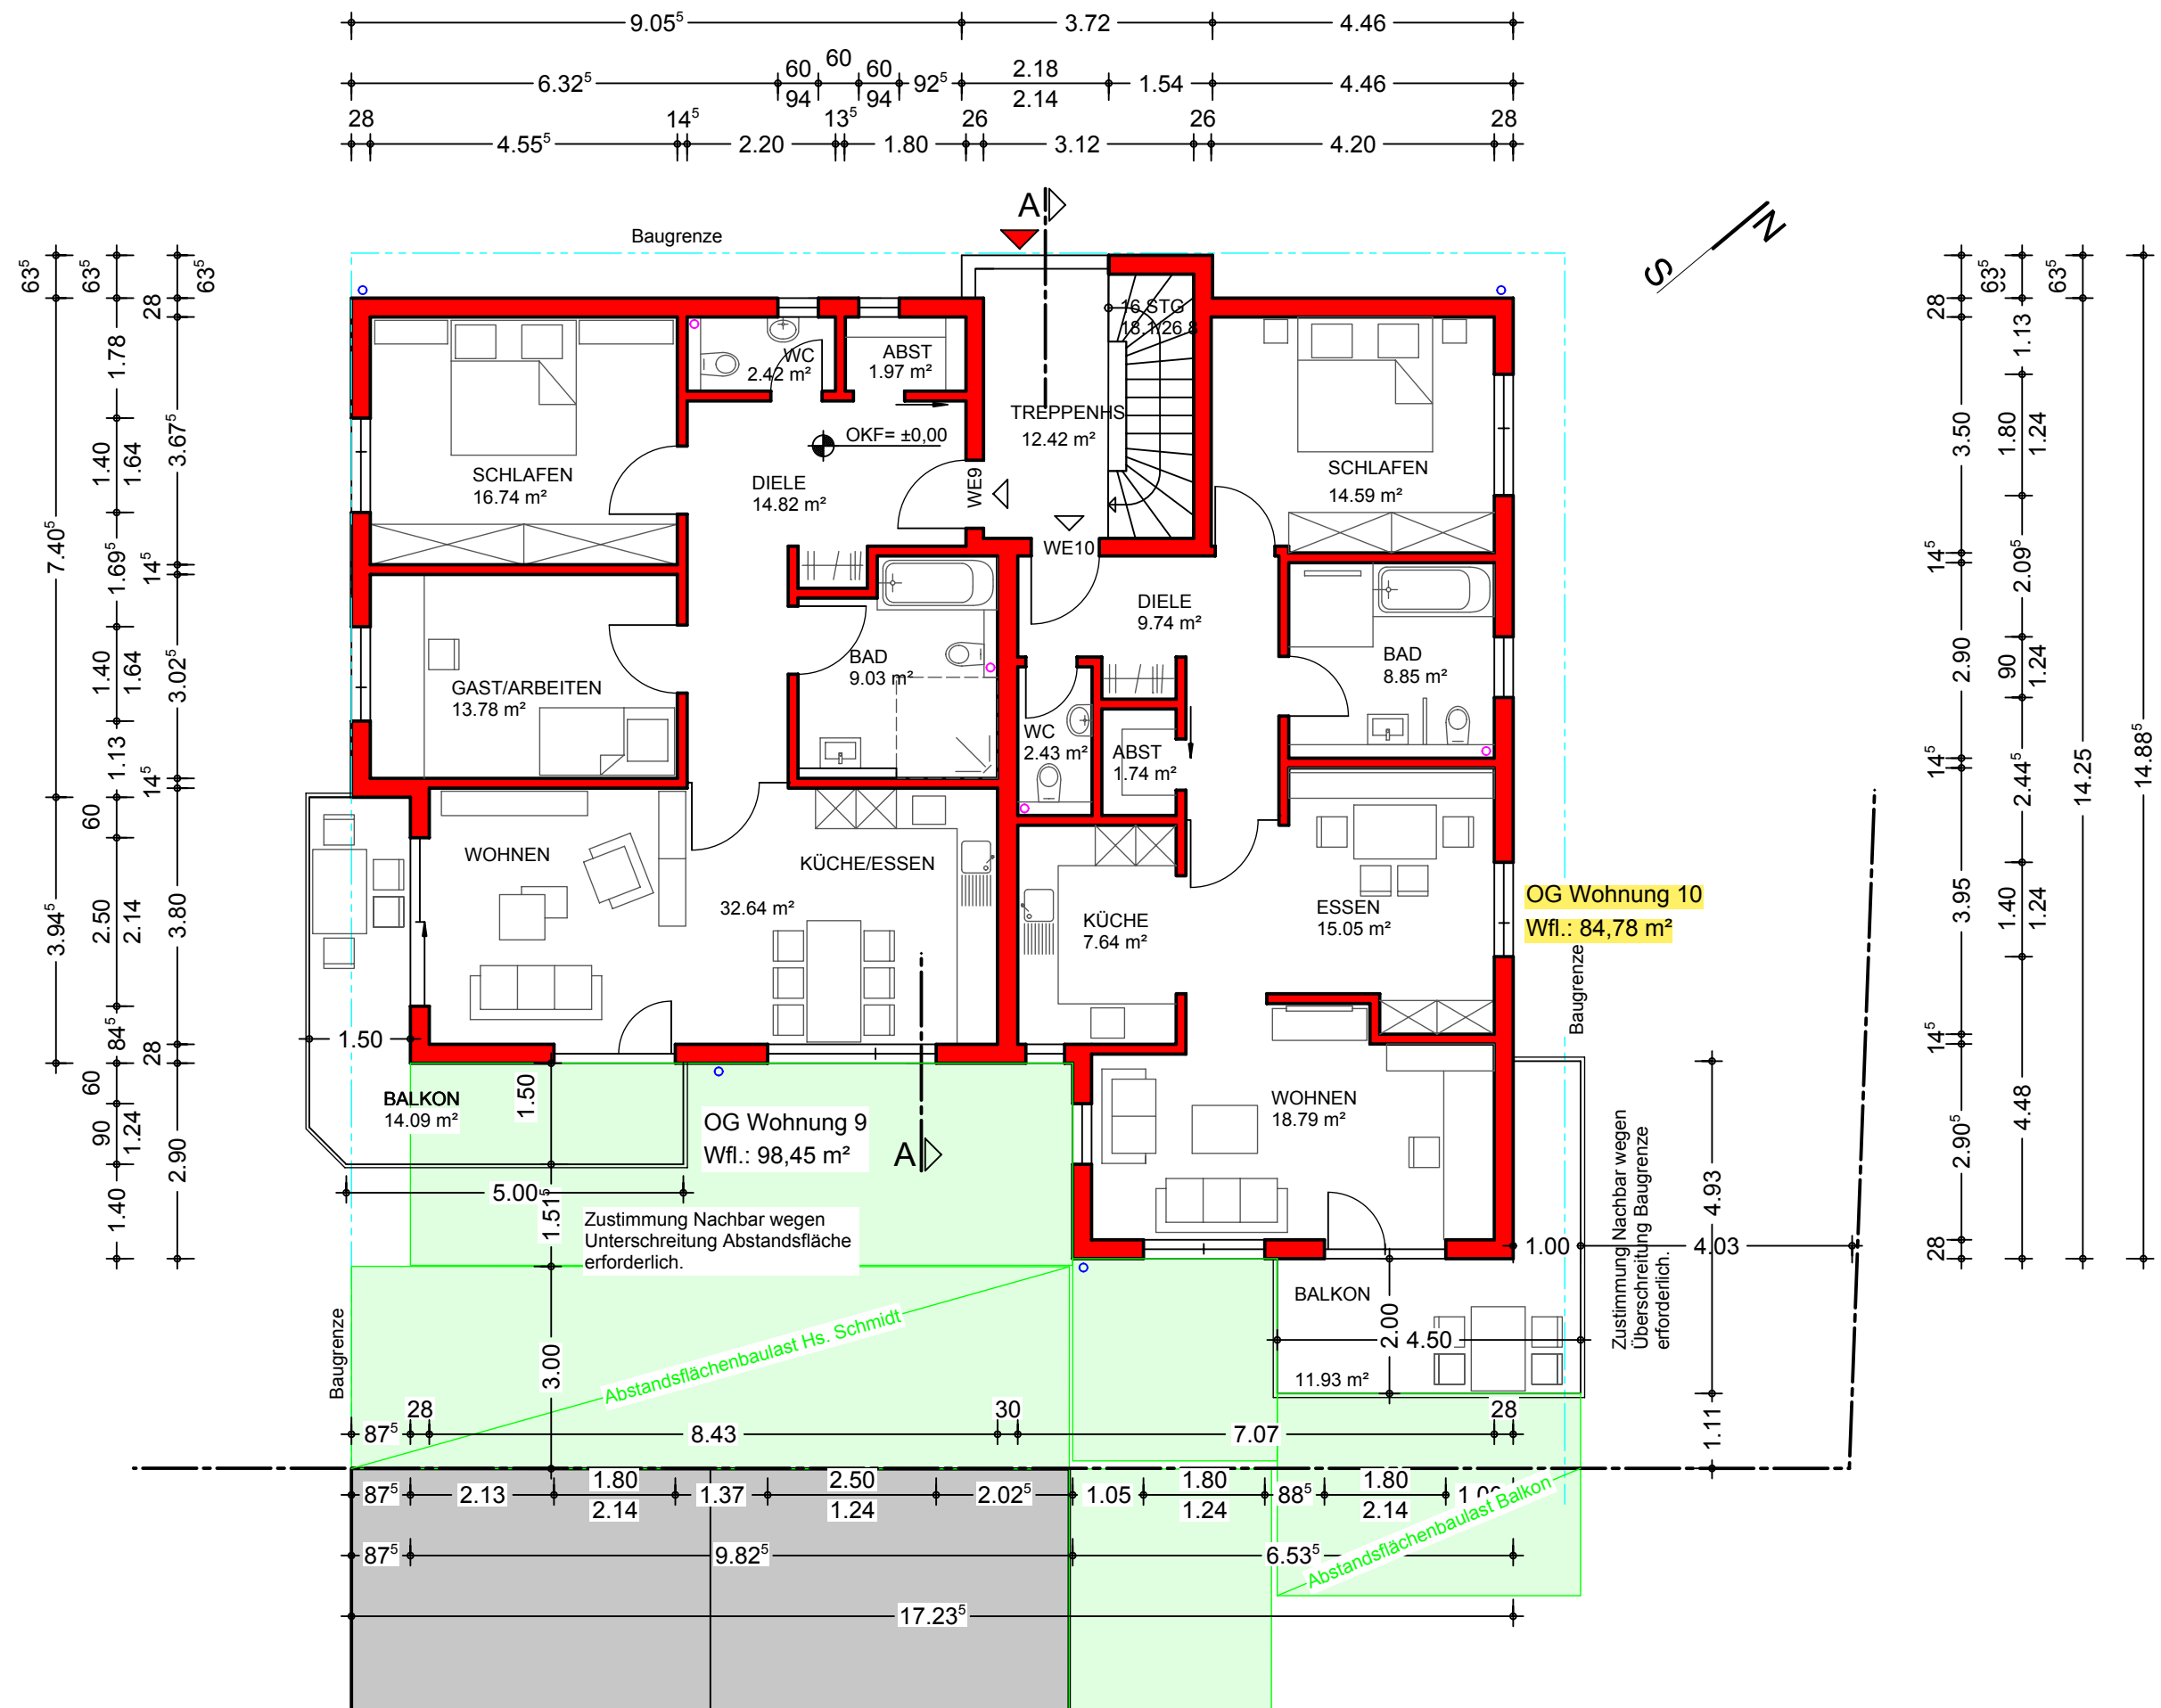 9.05⁵ 3.72 4.46
6.32⁵ 60 94 60 60 94 92⁵ 2.18 2.14 1.54 4.46
28 4.55⁵ 14⁵ 2.20 13⁵ 1.80 26 3.12 26 4.20 28
A
Baugrenze
S N
63⁵ 7.40⁵ 3.94⁵
63⁵ 1.78 1.40 1.64 1.69⁵ 1.40 1.64 1.13 60 2.50 2.14 84⁵ 60 90 1.24 1.40
63⁵ 28 3.67⁵ 14⁵ 3.02⁵ 14⁵ 3.80 28 2.90
SCHLAFEN
16.74 m²
WC
2.42 m²
ABST
1.97 m²
OKF= ±0,00
DIELE
14.82 m²
WE9
16 STG
18.1/26.8
TREPPENHS
12.42 m²
WE10
SCHLAFEN
14.59 m²
GAST/ARBEITEN
13.78 m²
BAD
9.03 m²
DIELE
9.74 m²
BAD
8.85 m²
WC
2.43 m²
ABST
1.74 m²
WOHNEN
KÜCHE/ESSEN
32.64 m²
KÜCHE
7.64 m²
ESSEN
15.05 m²
OG Wohnung 10
Wfl.: 84,78 m²
Baugrenze
1.50
BALKON
14.09 m²
1.50
OG Wohnung 9
Wfl.: 98,45 m²
A
WOHNEN
18.79 m²
5.00
1.51⁵
Zustimmung Nachbar wegen
Unterschreitung Abstandsfläche
erforderlich.
Zustimmung Nachbar wegen
Überschreitung Baugrenze
erforderlich.
4.93
1.00 4.03
BALKON
2.00
4.50
11.93 m²
1.11
Baugrenze
3.00
Abstandsflächenbaulast Hs. Schmidt
87⁵ 28 8.43 30 7.07 28
87⁵ 2.13 1.80 2.14 1.37 2.50 1.24 2.02⁵ 1.05 1.80 1.24 88⁵ 1.80 2.14
Abstandsflächenbaulast Balkon
87⁵ 9.82⁵ 6.53⁵
17.23⁵
28 3.50 14⁵ 2.90 14⁵ 3.95 14⁵ 2.90⁵ 28
63⁵ 1.13 1.80 1.24 2.09⁵ 90 1.24 2.44⁵ 1.40 1.24 4.48
63⁵ 14.25
14.88⁵